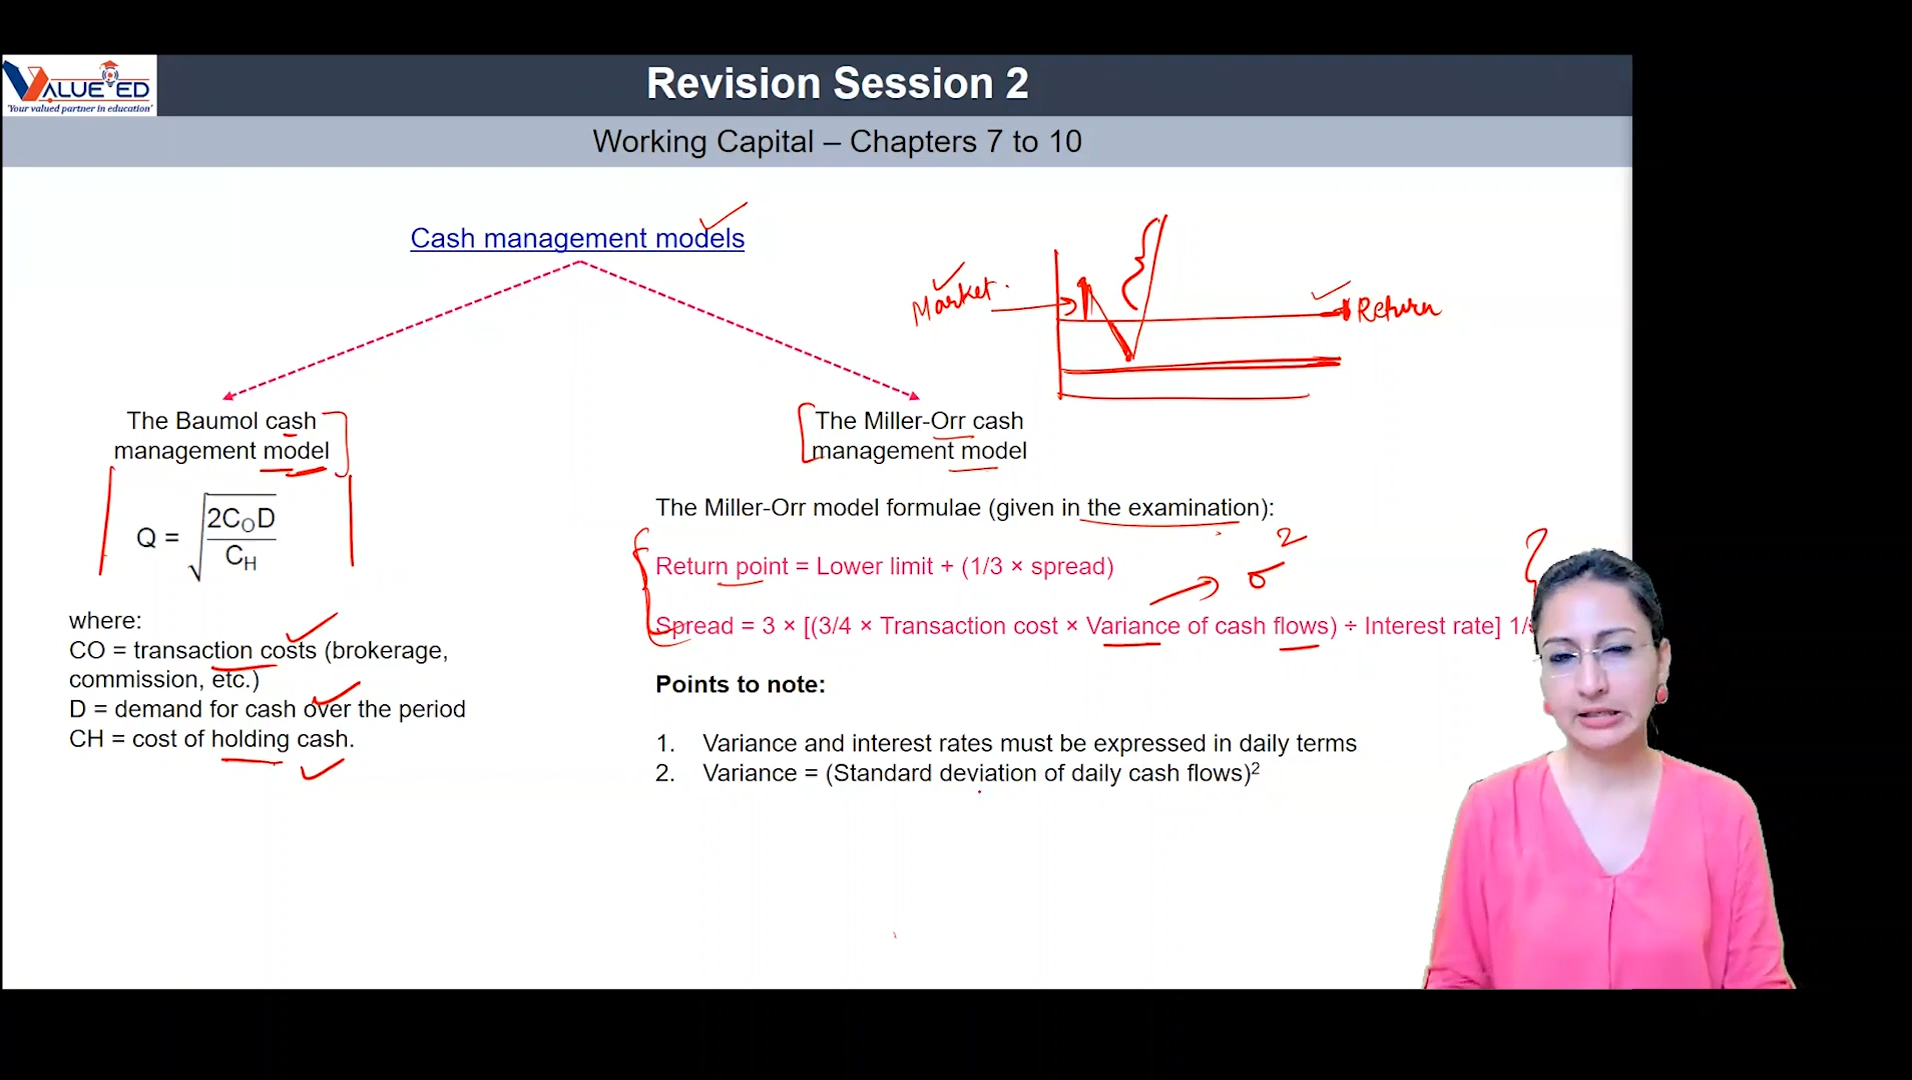 VALUE-ED
'Your valued partner in education'
Revision Session 2
Working Capital – Chapters 7 to 10
Cash management models
Market.
Return
The Baumol cash
management model
The Miller-Orr cash
management model
Q = √
2COD
CH
The Miller-Orr model formulae (given in the examination):
σ²
Return point = Lower limit + (1/3 × spread)
Spread = 3 × [(3/4 × Transaction cost × Variance of cash flows) ÷ Interest rate] 1/
where:
CO = transaction costs (brokerage,
commission, etc.)
D = demand for cash over the period
CH = cost of holding cash.
Points to note:
1. Variance and interest rates must be expressed in daily terms
2. Variance = (Standard deviation of daily cash flows)²